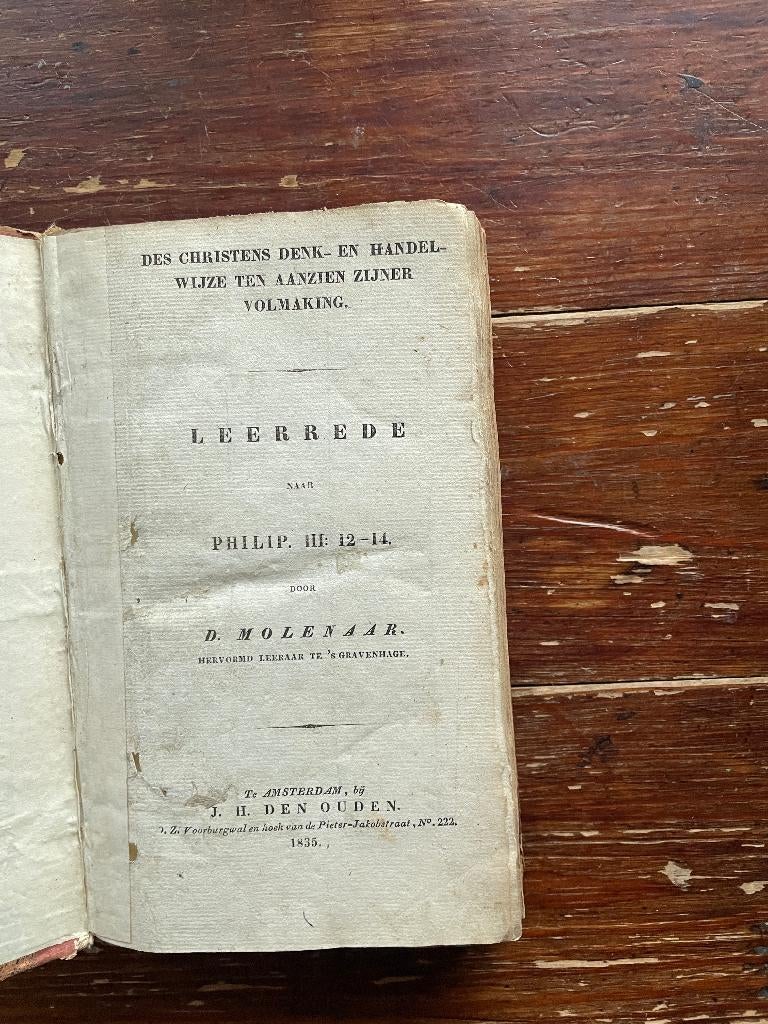 DES CHRISTENS DENK- EN HANDEL-
WIJZE TEN AANZIEN ZIJNER
VOLMAKING.
LEERREDE
NAAR
PHILIP. III: 12-14.
DOOR
D. MOLENAAR.
HERVORMD LEERAAR TE 's GRAVENHAGE.
Te AMSTERDAM, bij
J. H. DEN OUDEN.
Z. Voorburgwal en hoek van de Pieter-Jakobstraat, No. 222.
1835.